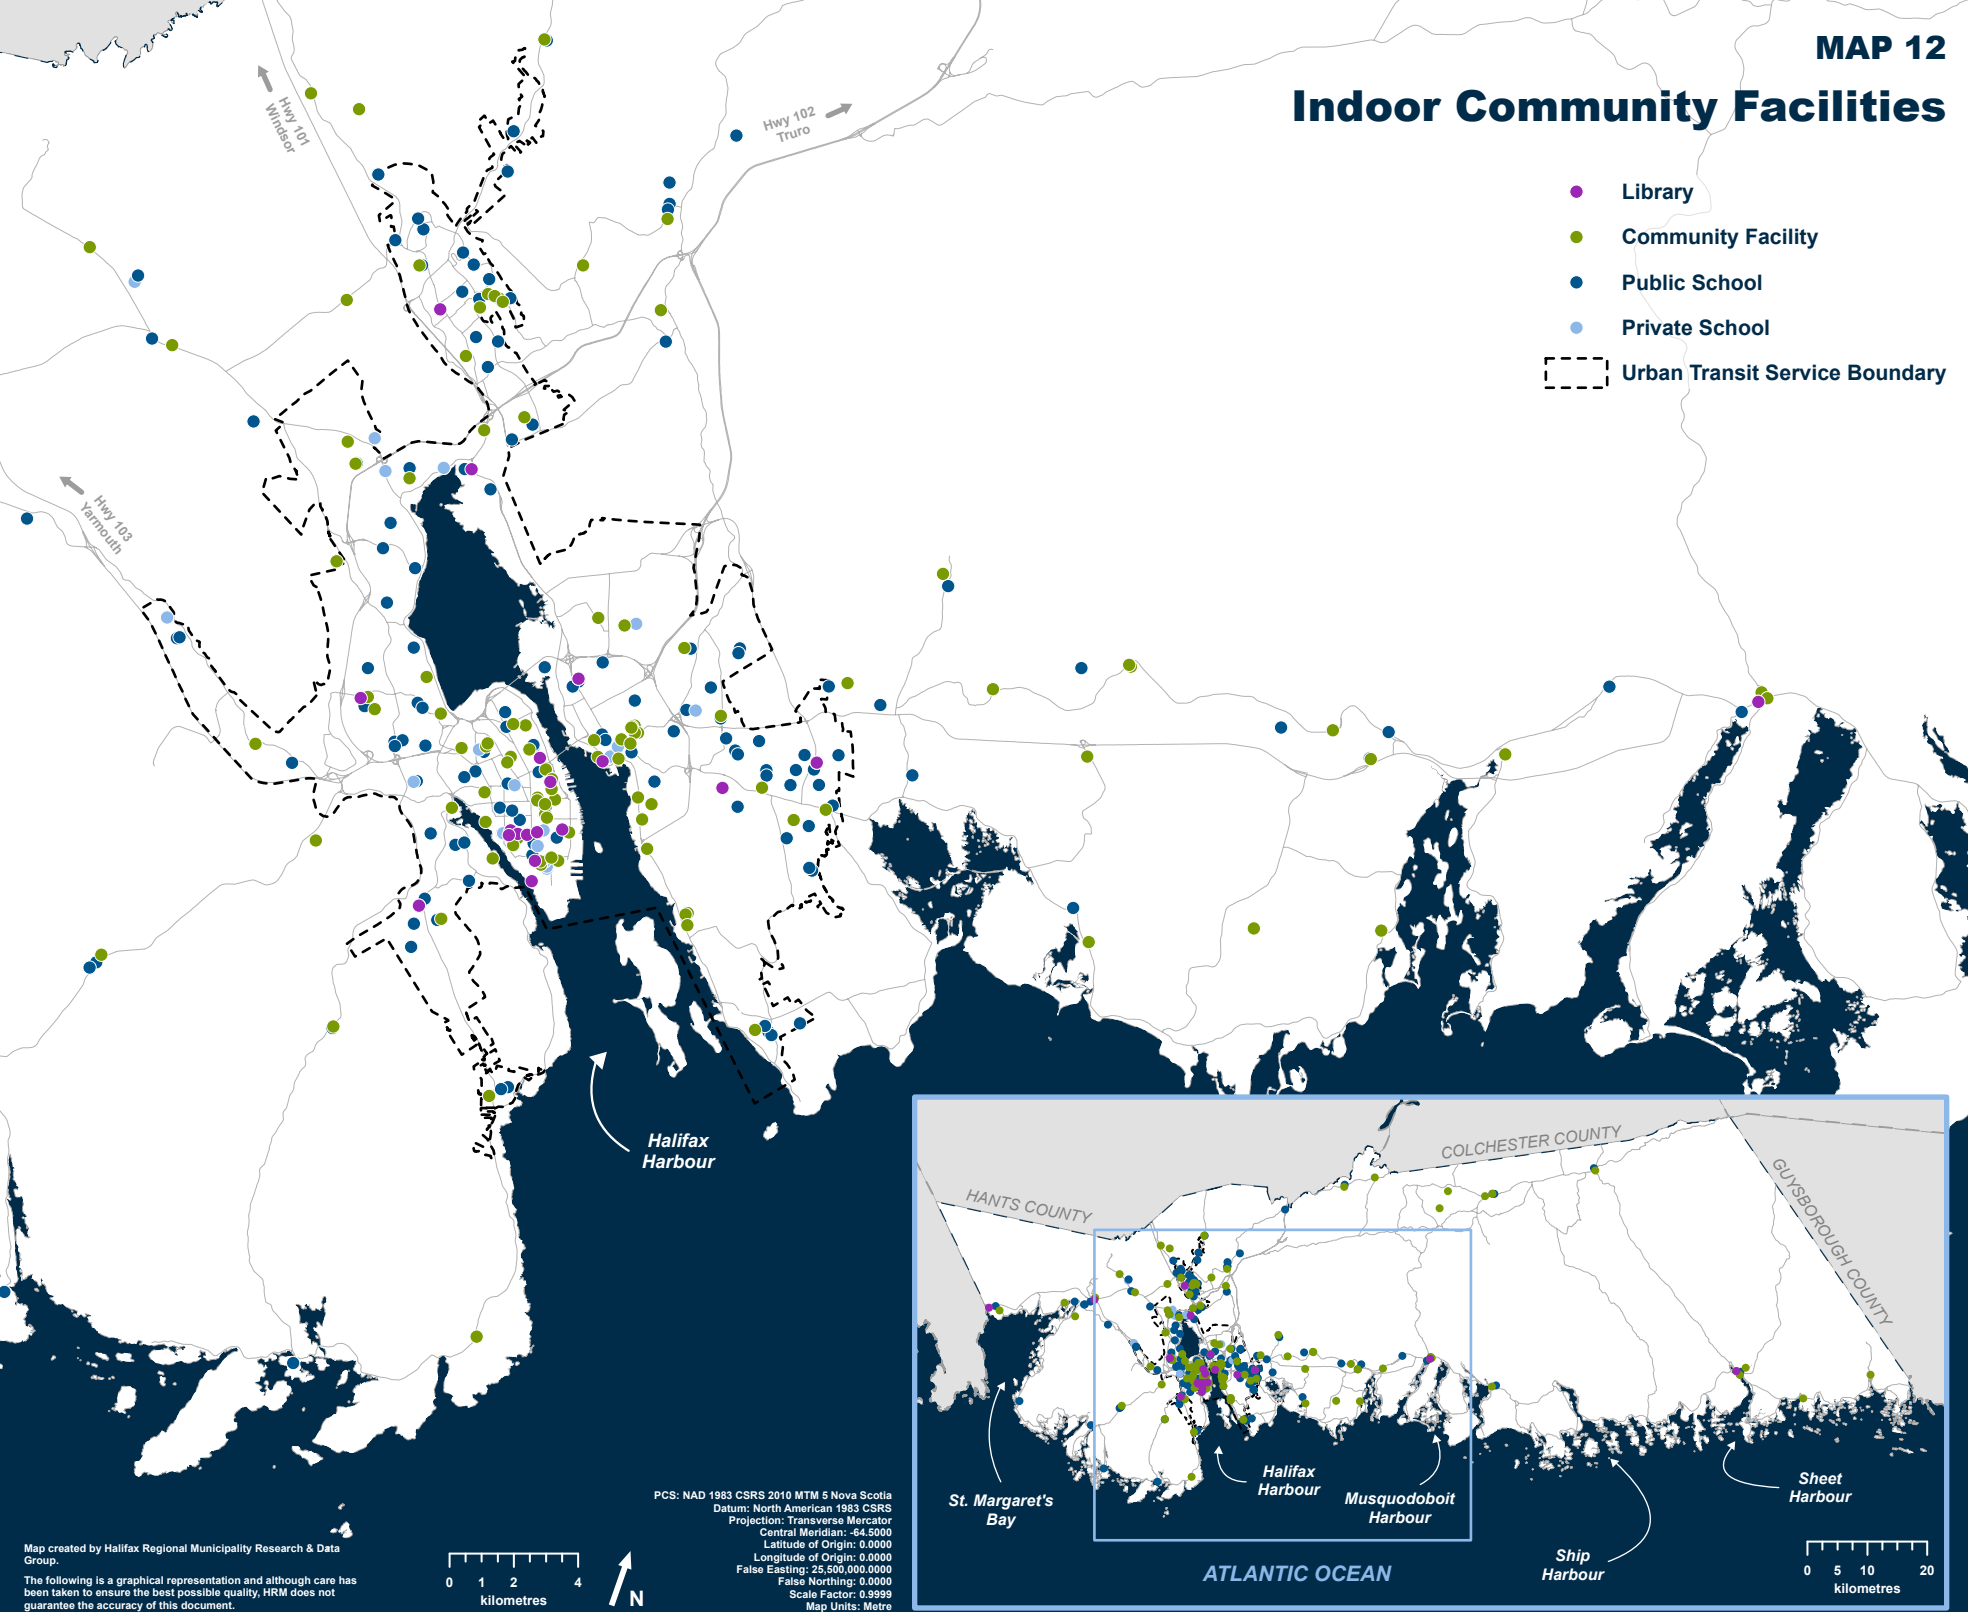 MAP 12
Indoor Community Facilities
Library
Community Facility
Public School
Private School
Urban Transit Service Boundary
Hwy 101
Windsor
Hwy 102
Truro
Hwy 103
Yarmouth
Halifax
Harbour
HANTS COUNTY
COLCHESTER COUNTY
GUYSBOROUGH COUNTY
St. Margaret's
Bay
Halifax
Harbour
Musquodoboit
Harbour
Ship
Harbour
Sheet
Harbour
ATLANTIC OCEAN
0 5 10 20
kilometres
PCS: NAD 1983 CSRS 2010 MTM 5 Nova Scotia
Datum: North American 1983 CSRS
Projection: Transverse Mercator
Central Meridian: -64.5000
Latitude of Origin: 0.0000
Longitude of Origin: 0.0000
False Easting: 25,500,000.0000
False Northing: 0.0000
Scale Factor: 0.9999
Map Units: Metre
Map created by Halifax Regional Municipality Research & Data
Group.
The following is a graphical representation and although care has
been taken to ensure the best possible quality, HRM does not
guarantee the accuracy of this document.
0 1 2 4
kilometres
N